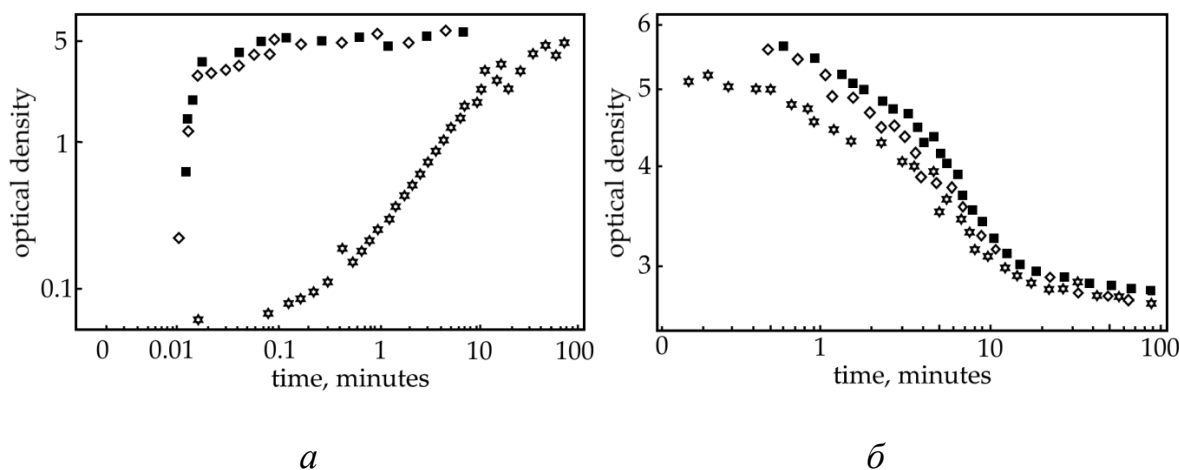 5
1
0.1
optical density
0 0.01 0.1 1 10 100
time, minutes
а
6
5
4
3
optical density
0 1 10 100
time, minutes
б